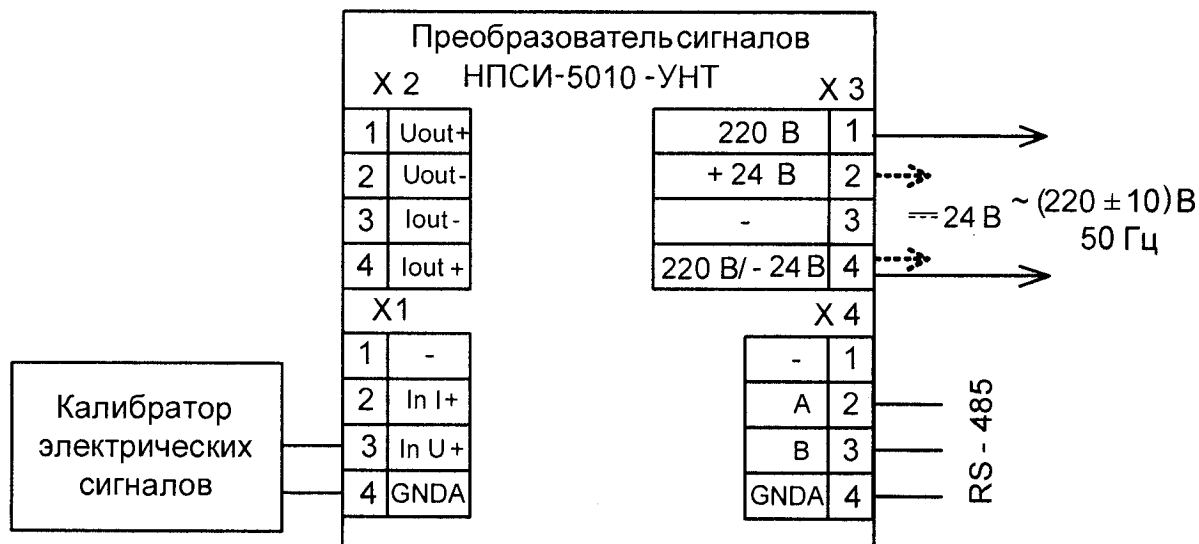 Преобразователь сигналов
НПСИ-5010 -УНТ
X 2
1 Uout+
2 Uout-
3 Iout -
4 Iout +
X 3
220 В 1
+ 24 В 2
- 3
220 В/ - 24 В 4
24 В
~ (220 ± 10) В
50 Гц
X1
1 -
2 In I+
3 In U +
4 GNDA
X 4
- 1
A 2
B 3
GNDA 4
RS - 485
Калибратор
электрических
сигналов